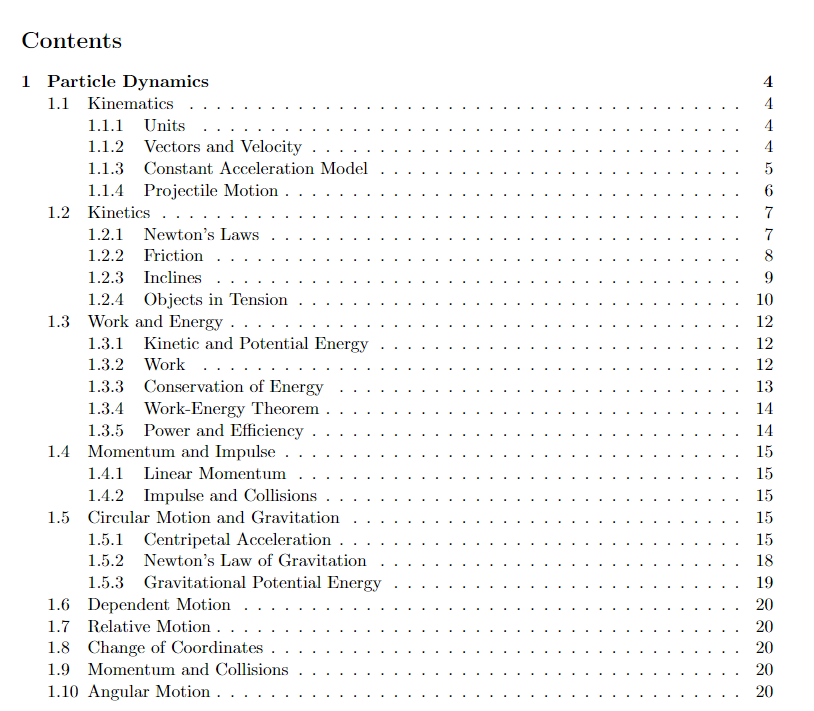 Contents
1 Particle Dynamics 4
1.1 Kinematics . . . . . . . . . . . . . . . . . . . . . . . . . . . . . . . . . . . . . . . . . 4
1.1.1 Units . . . . . . . . . . . . . . . . . . . . . . . . . . . . . . . . . . . . . . . . 4
1.1.2 Vectors and Velocity . . . . . . . . . . . . . . . . . . . . . . . . . . . . . . . . 4
1.1.3 Constant Acceleration Model . . . . . . . . . . . . . . . . . . . . . . . . . . . 5
1.1.4 Projectile Motion . . . . . . . . . . . . . . . . . . . . . . . . . . . . . . . . . . 6
1.2 Kinetics . . . . . . . . . . . . . . . . . . . . . . . . . . . . . . . . . . . . . . . . . . . 7
1.2.1 Newton's Laws . . . . . . . . . . . . . . . . . . . . . . . . . . . . . . . . . . . 7
1.2.2 Friction . . . . . . . . . . . . . . . . . . . . . . . . . . . . . . . . . . . . . . . 8
1.2.3 Inclines . . . . . . . . . . . . . . . . . . . . . . . . . . . . . . . . . . . . . . . 9
1.2.4 Objects in Tension . . . . . . . . . . . . . . . . . . . . . . . . . . . . . . . . . 10
1.3 Work and Energy . . . . . . . . . . . . . . . . . . . . . . . . . . . . . . . . . . . . . . 12
1.3.1 Kinetic and Potential Energy . . . . . . . . . . . . . . . . . . . . . . . . . . . 12
1.3.2 Work . . . . . . . . . . . . . . . . . . . . . . . . . . . . . . . . . . . . . . . . 12
1.3.3 Conservation of Energy . . . . . . . . . . . . . . . . . . . . . . . . . . . . . . 13
1.3.4 Work-Energy Theorem . . . . . . . . . . . . . . . . . . . . . . . . . . . . . . . 14
1.3.5 Power and Efficiency . . . . . . . . . . . . . . . . . . . . . . . . . . . . . . . . 14
1.4 Momentum and Impulse . . . . . . . . . . . . . . . . . . . . . . . . . . . . . . . . . . 15
1.4.1 Linear Momentum . . . . . . . . . . . . . . . . . . . . . . . . . . . . . . . . . 15
1.4.2 Impulse and Collisions . . . . . . . . . . . . . . . . . . . . . . . . . . . . . . . 15
1.5 Circular Motion and Gravitation . . . . . . . . . . . . . . . . . . . . . . . . . . . . . 15
1.5.1 Centripetal Acceleration . . . . . . . . . . . . . . . . . . . . . . . . . . . . . . 15
1.5.2 Newton's Law of Gravitation . . . . . . . . . . . . . . . . . . . . . . . . . . . 18
1.5.3 Gravitational Potential Energy . . . . . . . . . . . . . . . . . . . . . . . . . . 19
1.6 Dependent Motion . . . . . . . . . . . . . . . . . . . . . . . . . . . . . . . . . . . . . 20
1.7 Relative Motion . . . . . . . . . . . . . . . . . . . . . . . . . . . . . . . . . . . . . . . 20
1.8 Change of Coordinates . . . . . . . . . . . . . . . . . . . . . . . . . . . . . . . . . . . 20
1.9 Momentum and Collisions . . . . . . . . . . . . . . . . . . . . . . . . . . . . . . . . . 20
1.10 Angular Motion . . . . . . . . . . . . . . . . . . . . . . . . . . . . . . . . . . . . . . . 20